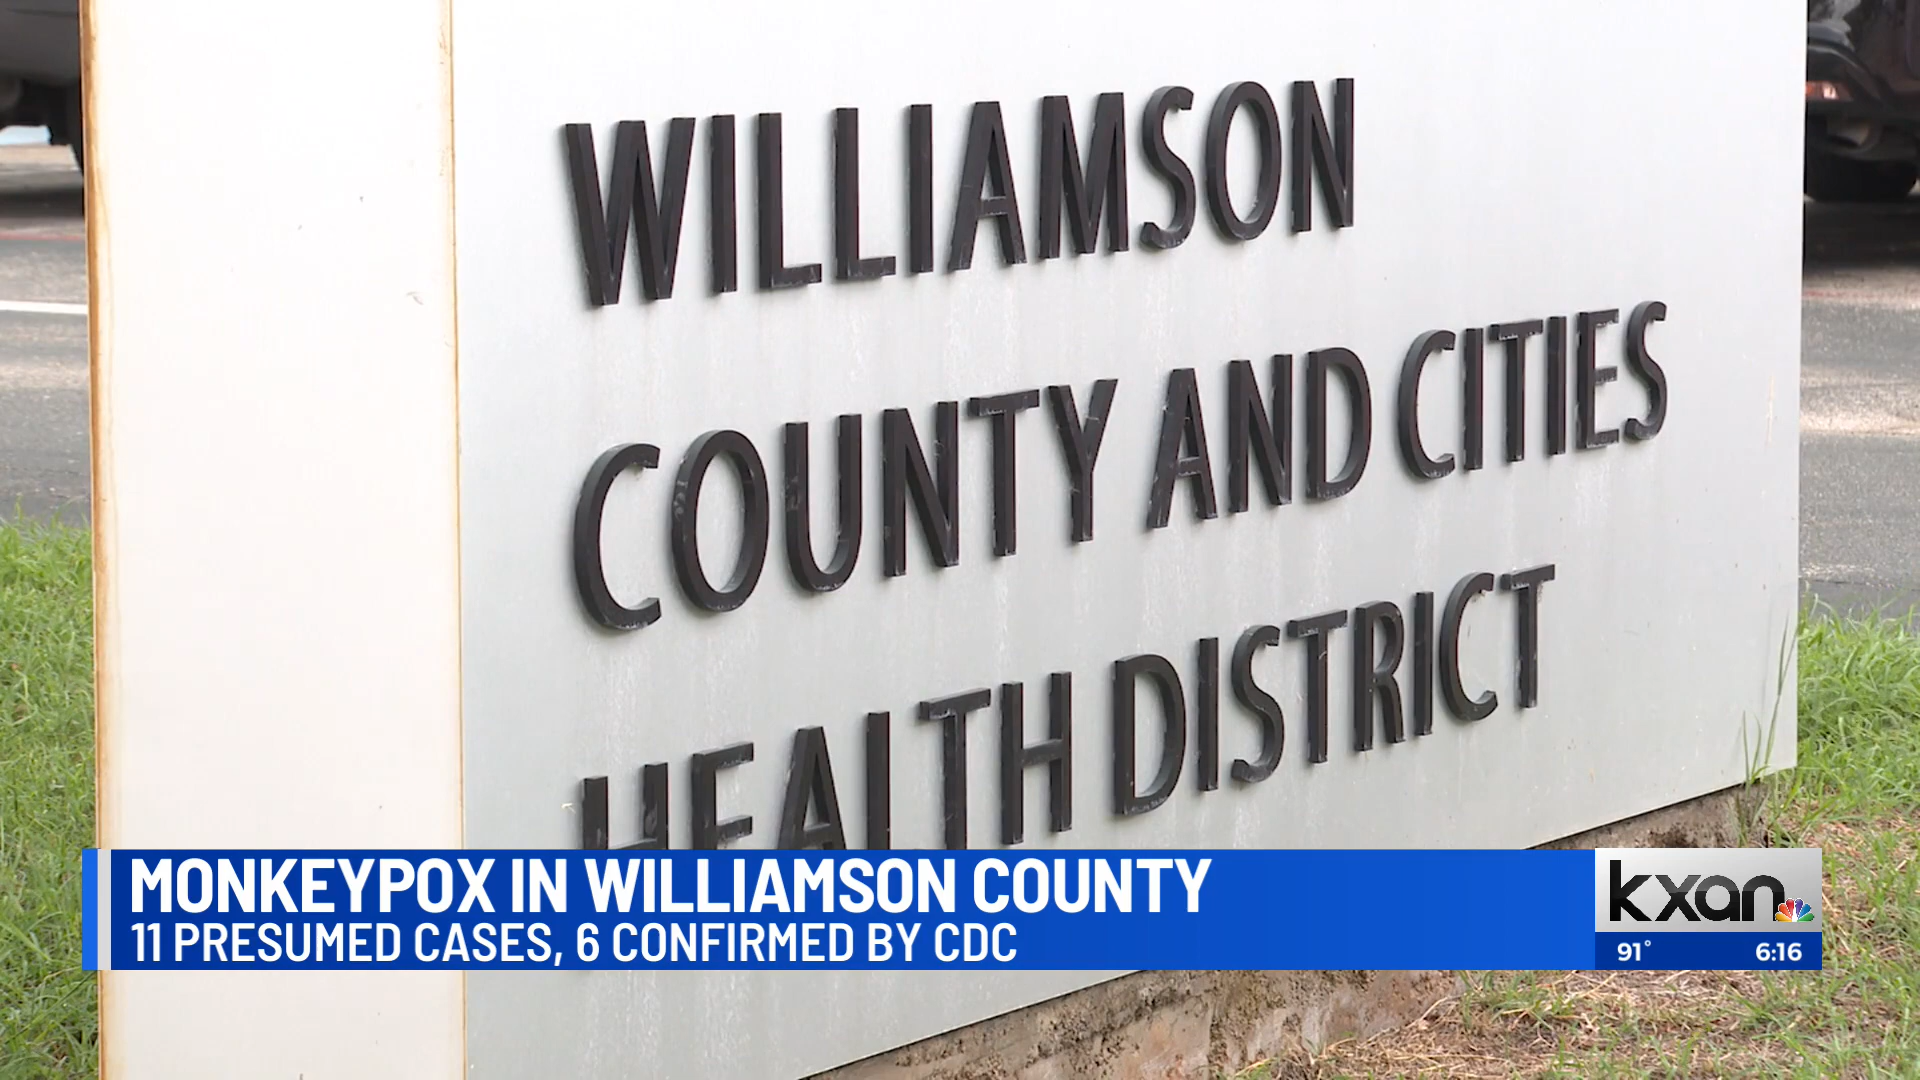 WILLIAMSON
COUNTY AND CITIES
HEALTH DISTRICT
MONKEYPOX IN WILLIAMSON COUNTY
11 PRESUMED CASES, 6 CONFIRMED BY CDC
kxan
91° 6:16